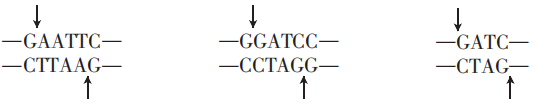 —GAATTC—
—CTTAAG—
—GGATCC—
—CCTAGG—
—GATC—
—CTAG—